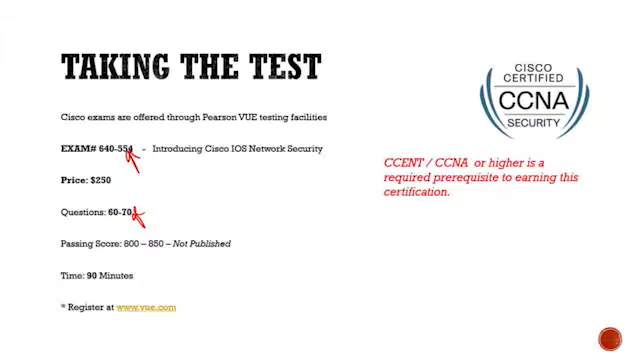 TAKING THE TEST
Cisco exams are offered through Pearson VUE testing facilities
EXAM# 640-554 - Introducing Cisco IOS Network Security
Price: $250
Questions: 60-70
Passing Score: 800 – 850 – Not Published
Time: 90 Minutes
* Register at www.vue.com
CISCO
CERTIFIED
CCNA
SECURITY
CCENT / CCNA or higher is a
required prerequisite to earning this
certification.